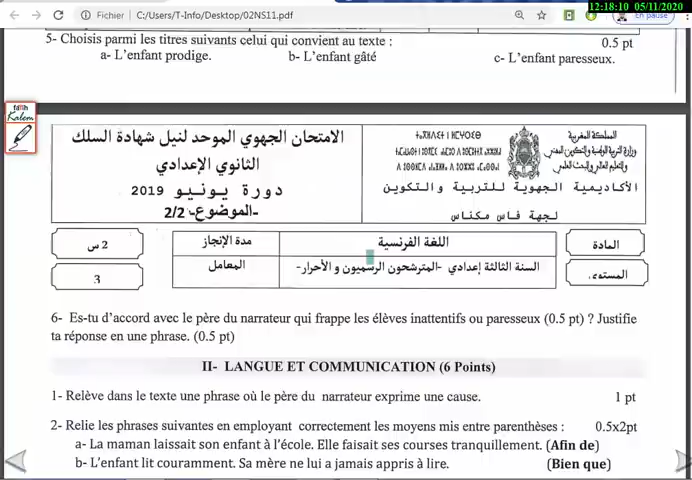 12:18:10 05/11/2020
Fichier | C:/Users/T-Info/Desktop/02NS11.pdf
En pause
5- Choisis parmi les titres suivants celui qui convient au texte : 0.5 pt
a- L'enfant prodige. b- L'enfant gâté c- L'enfant paresseux.
Kalem
الامتحان الجهوي الموحد لنيل شهادة السلك
الثانوي الإعدادي
دورة يونيو 2019
-الموضوع- 2/2
المملكة المغربية
الأكاديمية الجهوية للتربية والتكوين
لجهة فاس مكناس
المادة اللغة الفرنسية مدة الإنجاز 2 س
المستوى السنة الثالثة إعدادي -المترشحون الرسميون و الأحرار- المعامل 3
6- Es-tu d'accord avec le père du narrateur qui frappe les élèves inattentifs ou paresseux (0.5 pt) ? Justifie
ta réponse en une phrase. (0.5 pt)
II- LANGUE ET COMMUNICATION (6 Points)
1- Relève dans le texte une phrase où le père du narrateur exprime une cause. 1 pt
2- Relie les phrases suivantes en employant correctement les moyens mis entre parenthèses : 0.5x2pt
a- La maman laissait son enfant à l'école. Elle faisait ses courses tranquillement. (Afin de)
b- L'enfant lit couramment. Sa mère ne lui a jamais appris à lire. (Bien que)